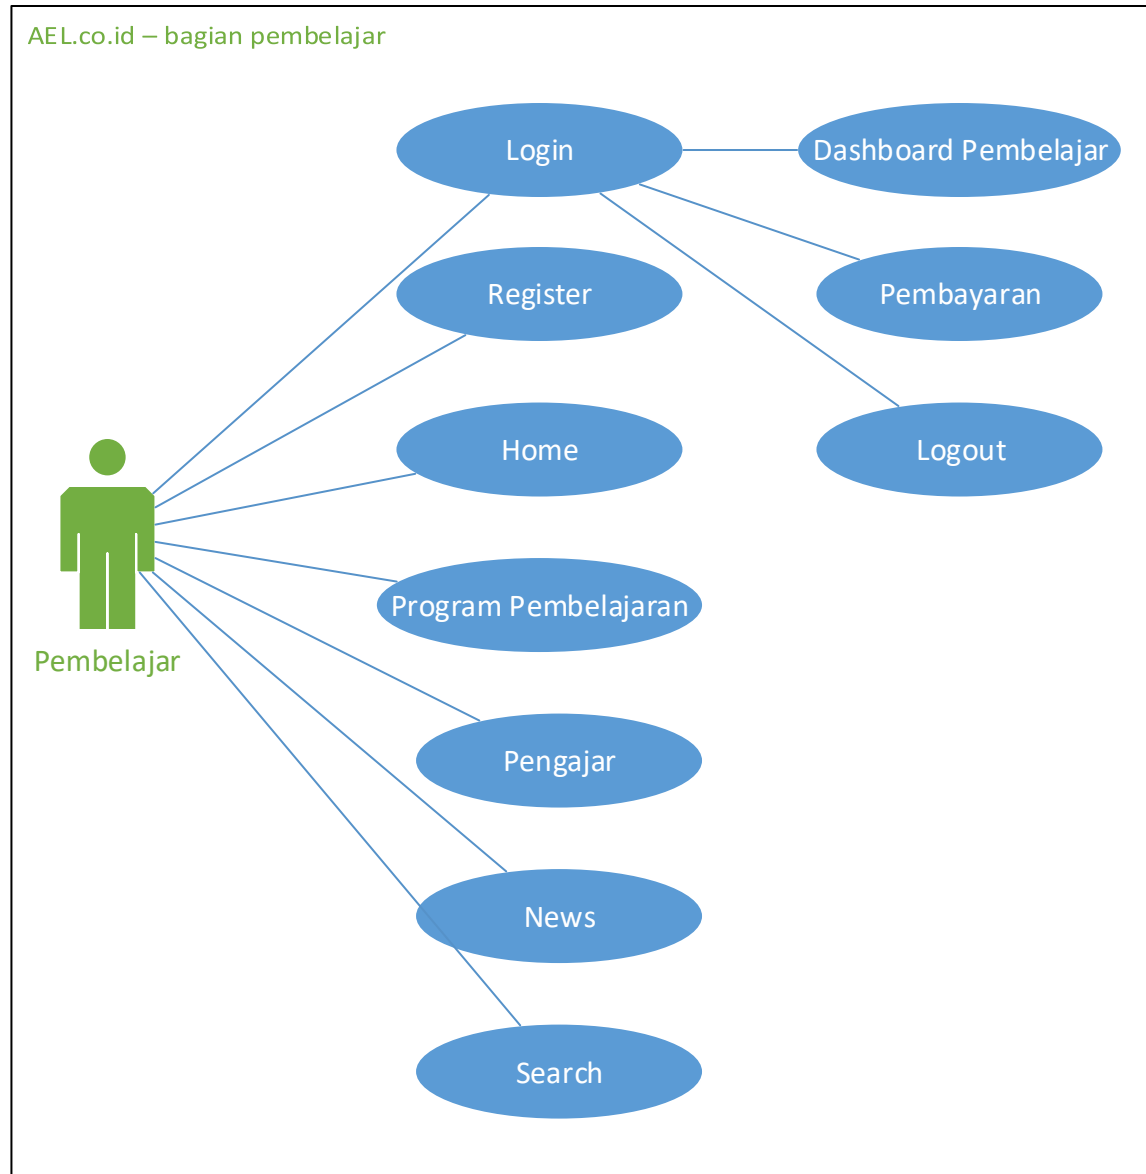 AEL.co.id – bagian pembelajar
Login
Dashboard Pembelajar
Register
Pembayaran
Home
Logout
Program Pembelajaran
Pembelajar
Pengajar
News
Search